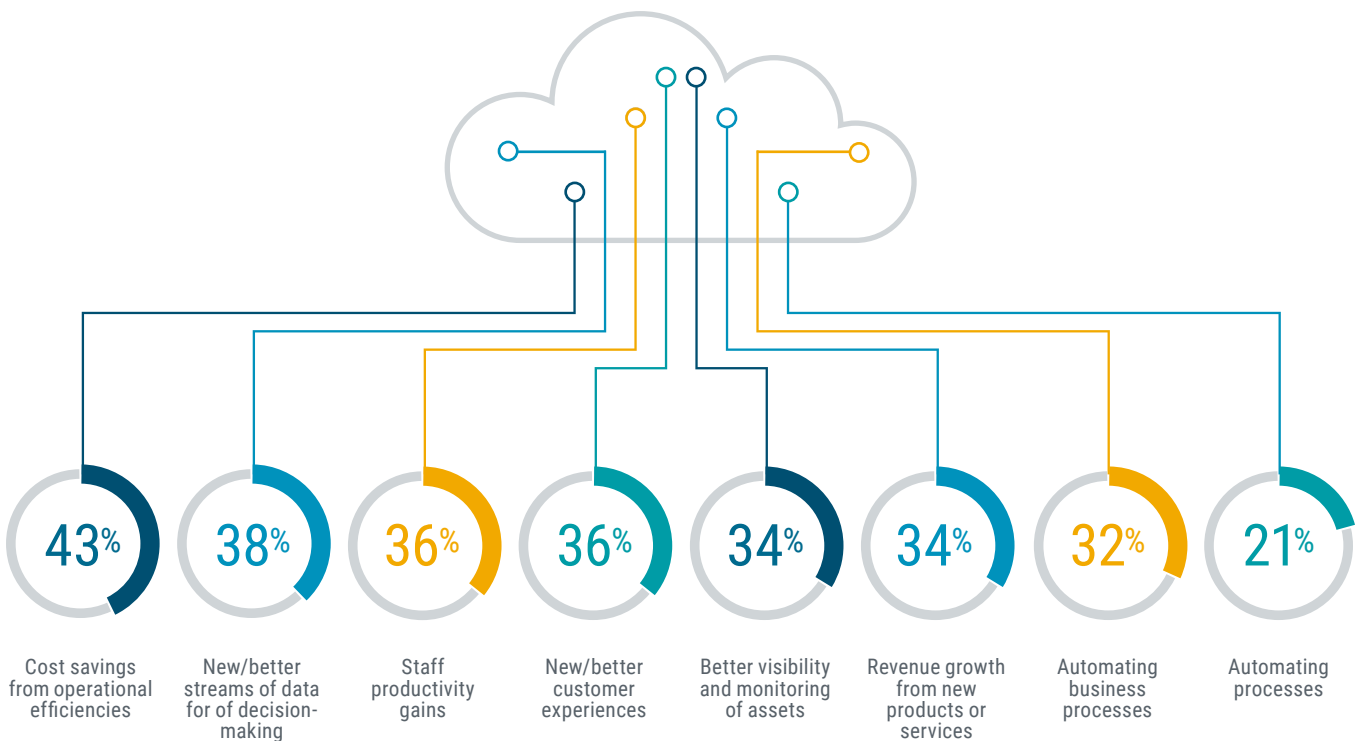 43%
38%
36%
36%
34%
34%
32%
21%
Cost savings
from operational
efficiencies
New/better
streams of data
for of decision-
making
Staff
productivity
gains
New/better
customer
experiences
Better visibility
and monitoring
of assets
Revenue growth
from new
products or
services
Automating
business
processes
Automating
processes